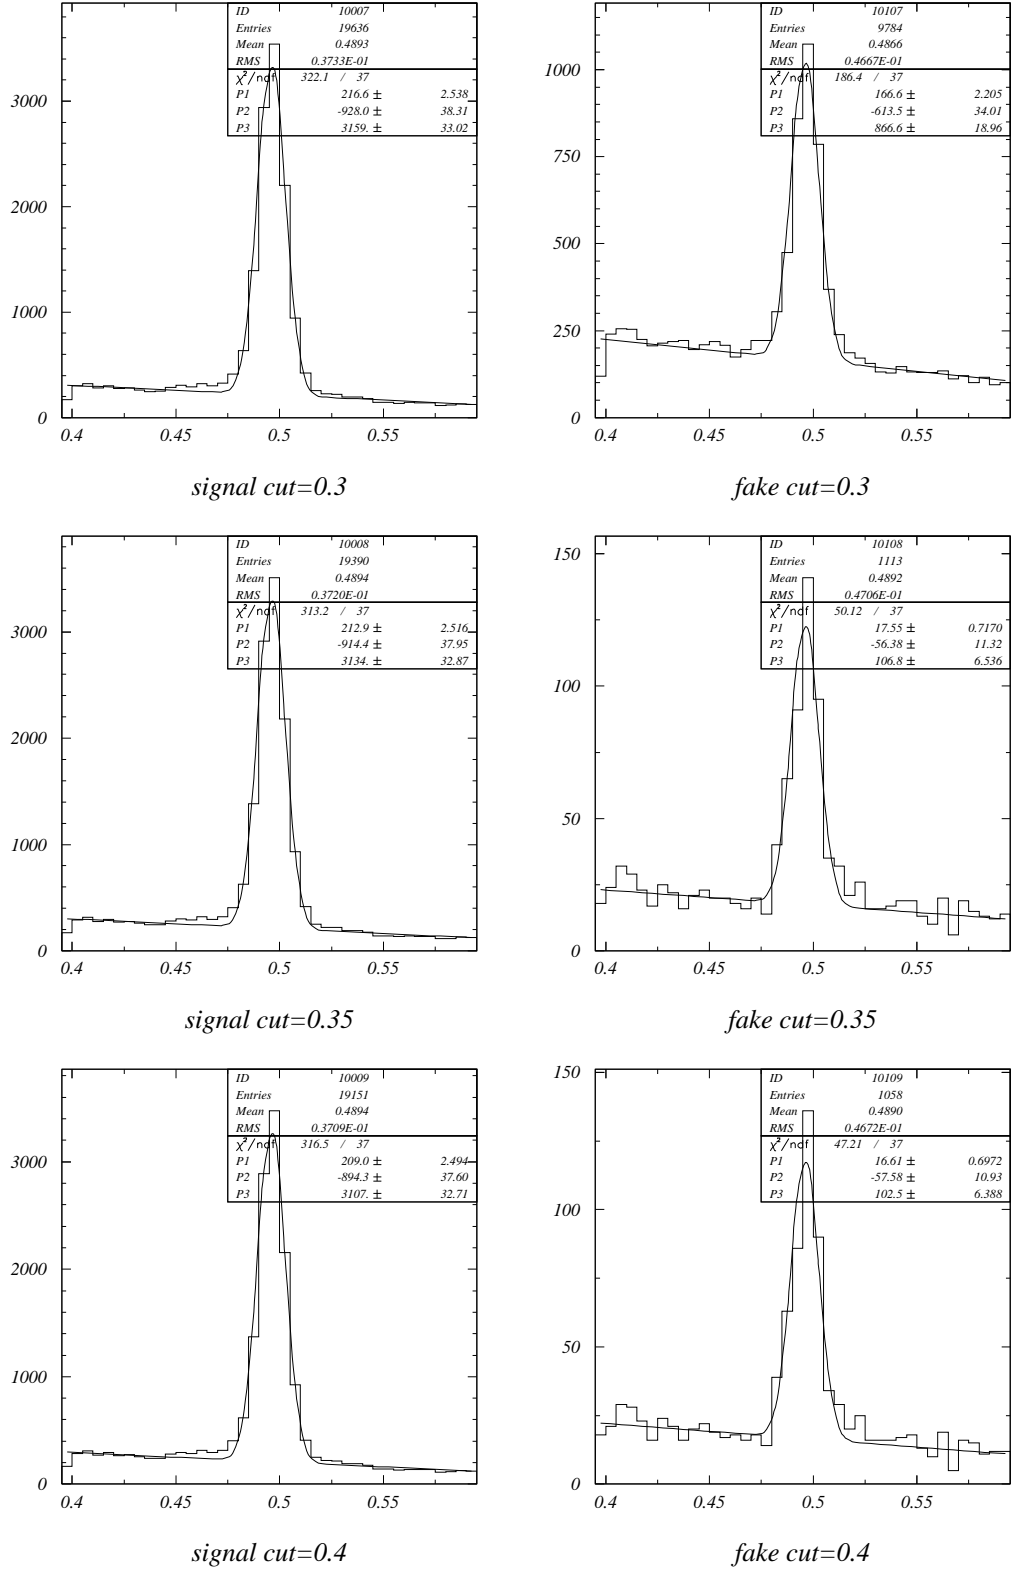 ID 10007
Entries 19636
Mean 0.4893
RMS 0.3733E-01
χ²/ndf 322.1 / 37
P1 216.6 ± 2.538
P2 -928.0 ± 38.31
P3 3159. ± 33.02
3000
2000
1000
0
0.4 0.45 0.5 0.55
signal cut=0.3
ID 10107
Entries 9784
Mean 0.4866
RMS 0.4667E-01
χ²/ndf 186.4 / 37
P1 166.6 ± 2.205
P2 -613.5 ± 34.01
P3 866.6 ± 18.96
1000
750
500
250
0
0.4 0.45 0.5 0.55
fake cut=0.3
ID 10008
Entries 19390
Mean 0.4894
RMS 0.3720E-01
χ²/ndf 313.2 / 37
P1 212.9 ± 2.516
P2 -914.4 ± 37.95
P3 3134. ± 32.87
3000
2000
1000
0
0.4 0.45 0.5 0.55
signal cut=0.35
ID 10108
Entries 1113
Mean 0.4892
RMS 0.4706E-01
χ²/ndf 50.12 / 37
P1 17.55 ± 0.7170
P2 -56.38 ± 11.32
P3 106.8 ± 6.536
150
100
50
0
0.4 0.45 0.5 0.55
fake cut=0.35
ID 10009
Entries 19151
Mean 0.4894
RMS 0.3709E-01
χ²/ndf 316.5 / 37
P1 209.0 ± 2.494
P2 -894.3 ± 37.60
P3 3107. ± 32.71
3000
2000
1000
0
0.4 0.45 0.5 0.55
signal cut=0.4
ID 10109
Entries 1058
Mean 0.4890
RMS 0.4672E-01
χ²/ndf 47.21 / 37
P1 16.61 ± 0.6972
P2 -57.58 ± 10.93
P3 102.5 ± 6.388
150
100
50
0
0.4 0.45 0.5 0.55
fake cut=0.4